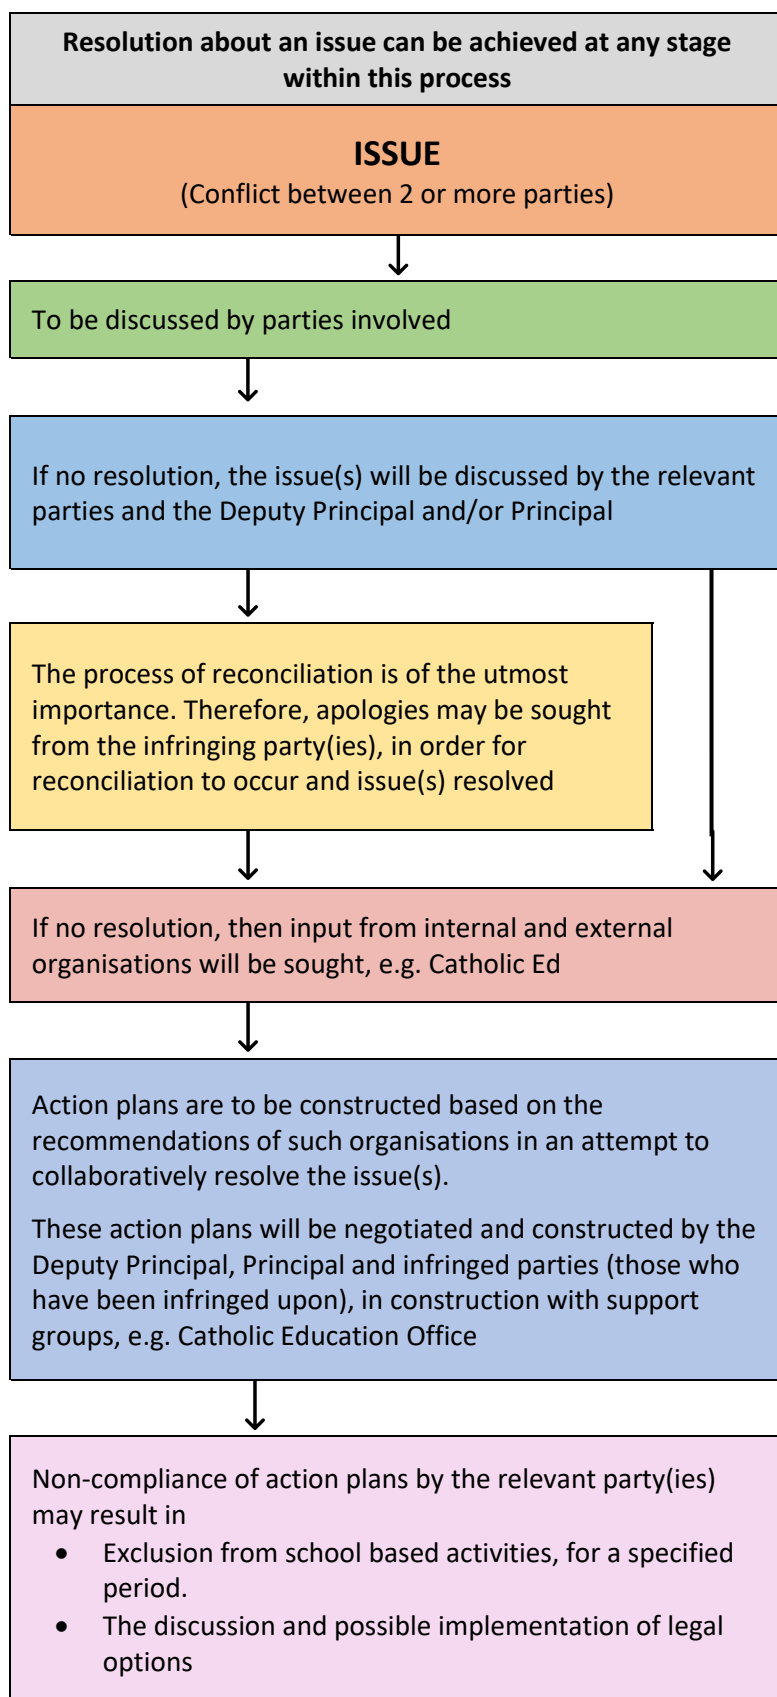 Resolution about an issue can be achieved at any stage
within this process
ISSUE
(Conflict between 2 or more parties)
To be discussed by parties involved
If no resolution, the issue(s) will be discussed by the relevant
parties and the Deputy Principal and/or Principal
The process of reconciliation is of the utmost
importance. Therefore, apologies may be sought
from the infringing party(ies), in order for
reconciliation to occur and issue(s) resolved
If no resolution, then input from internal and external
organisations will be sought, e.g. Catholic Ed
Action plans are to be constructed based on the
recommendations of such organisations in an attempt to
collaboratively resolve the issue(s).
These action plans will be negotiated and constructed by the
Deputy Principal, Principal and infringed parties (those who
have been infringed upon), in construction with support
groups, e.g. Catholic Education Office
Non-compliance of action plans by the relevant party(ies)
may result in
• Exclusion from school based activities, for a specified
period.
• The discussion and possible implementation of legal
options